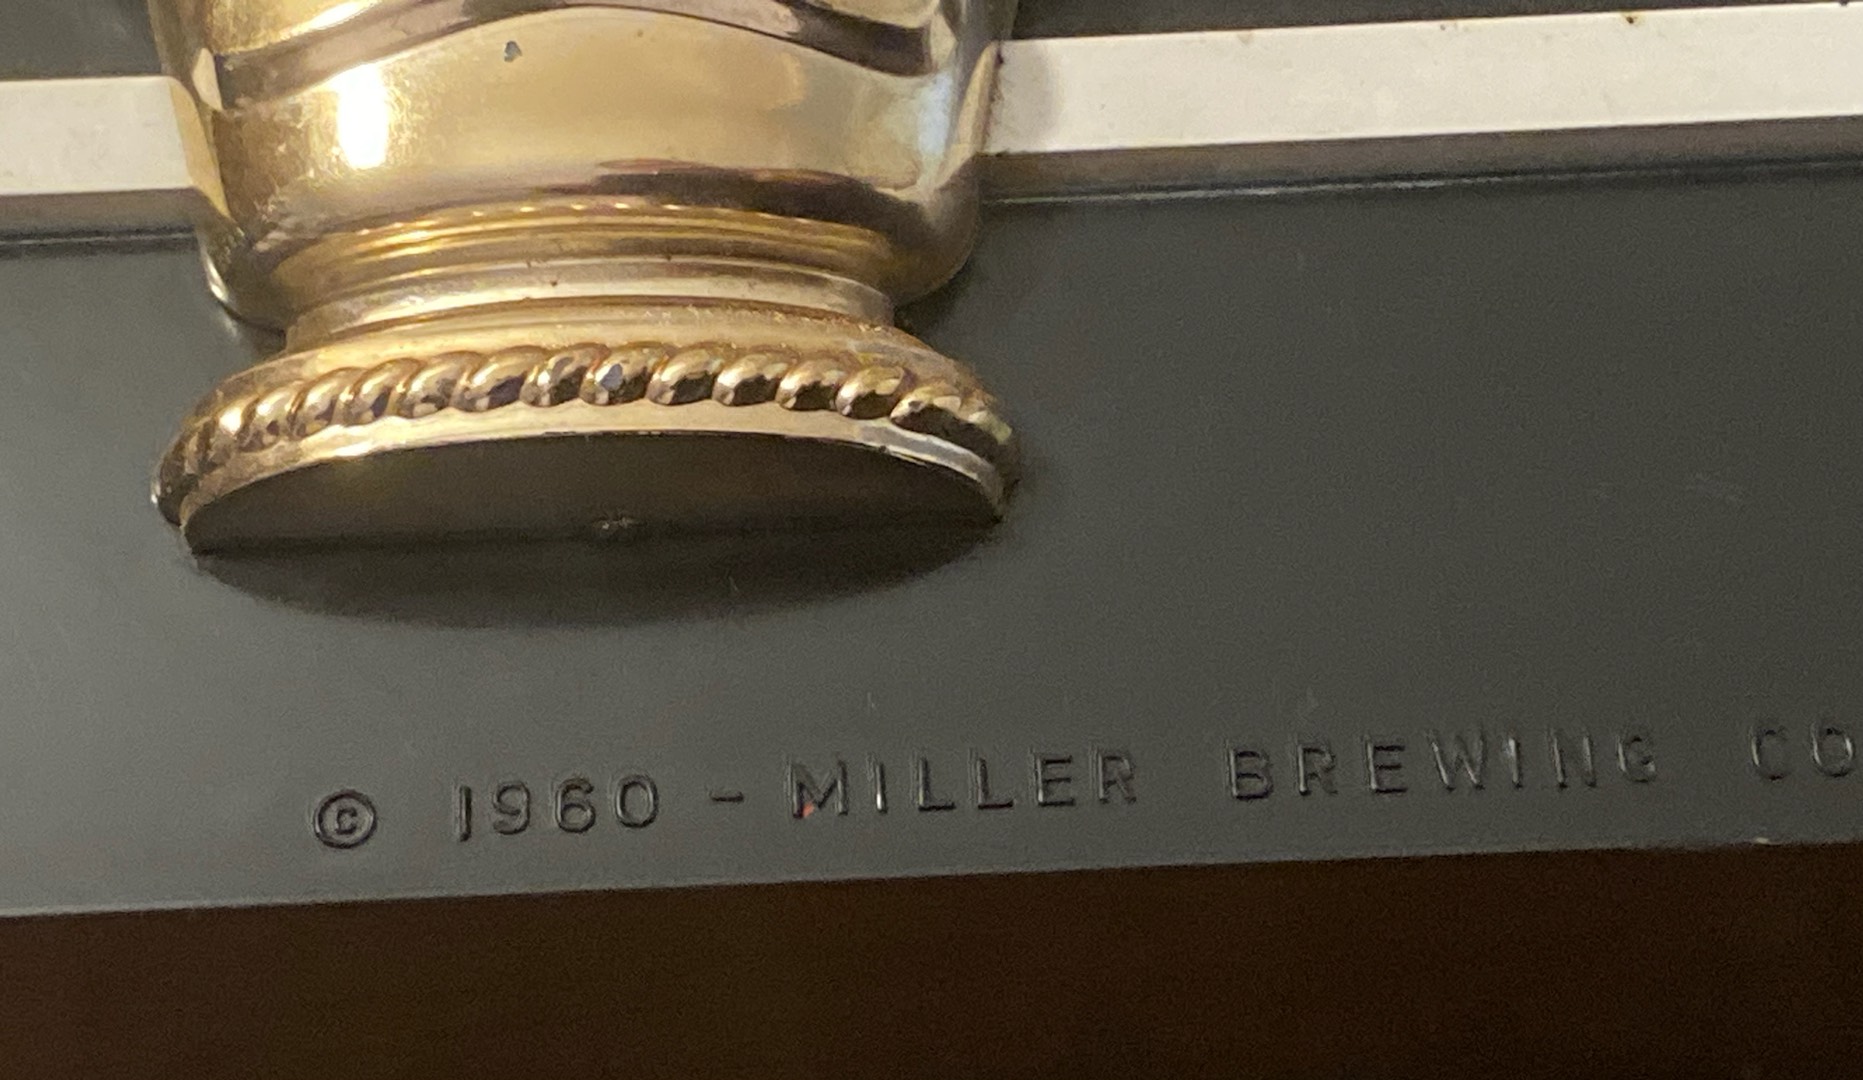 © 1960 - MILLER BREWING CO